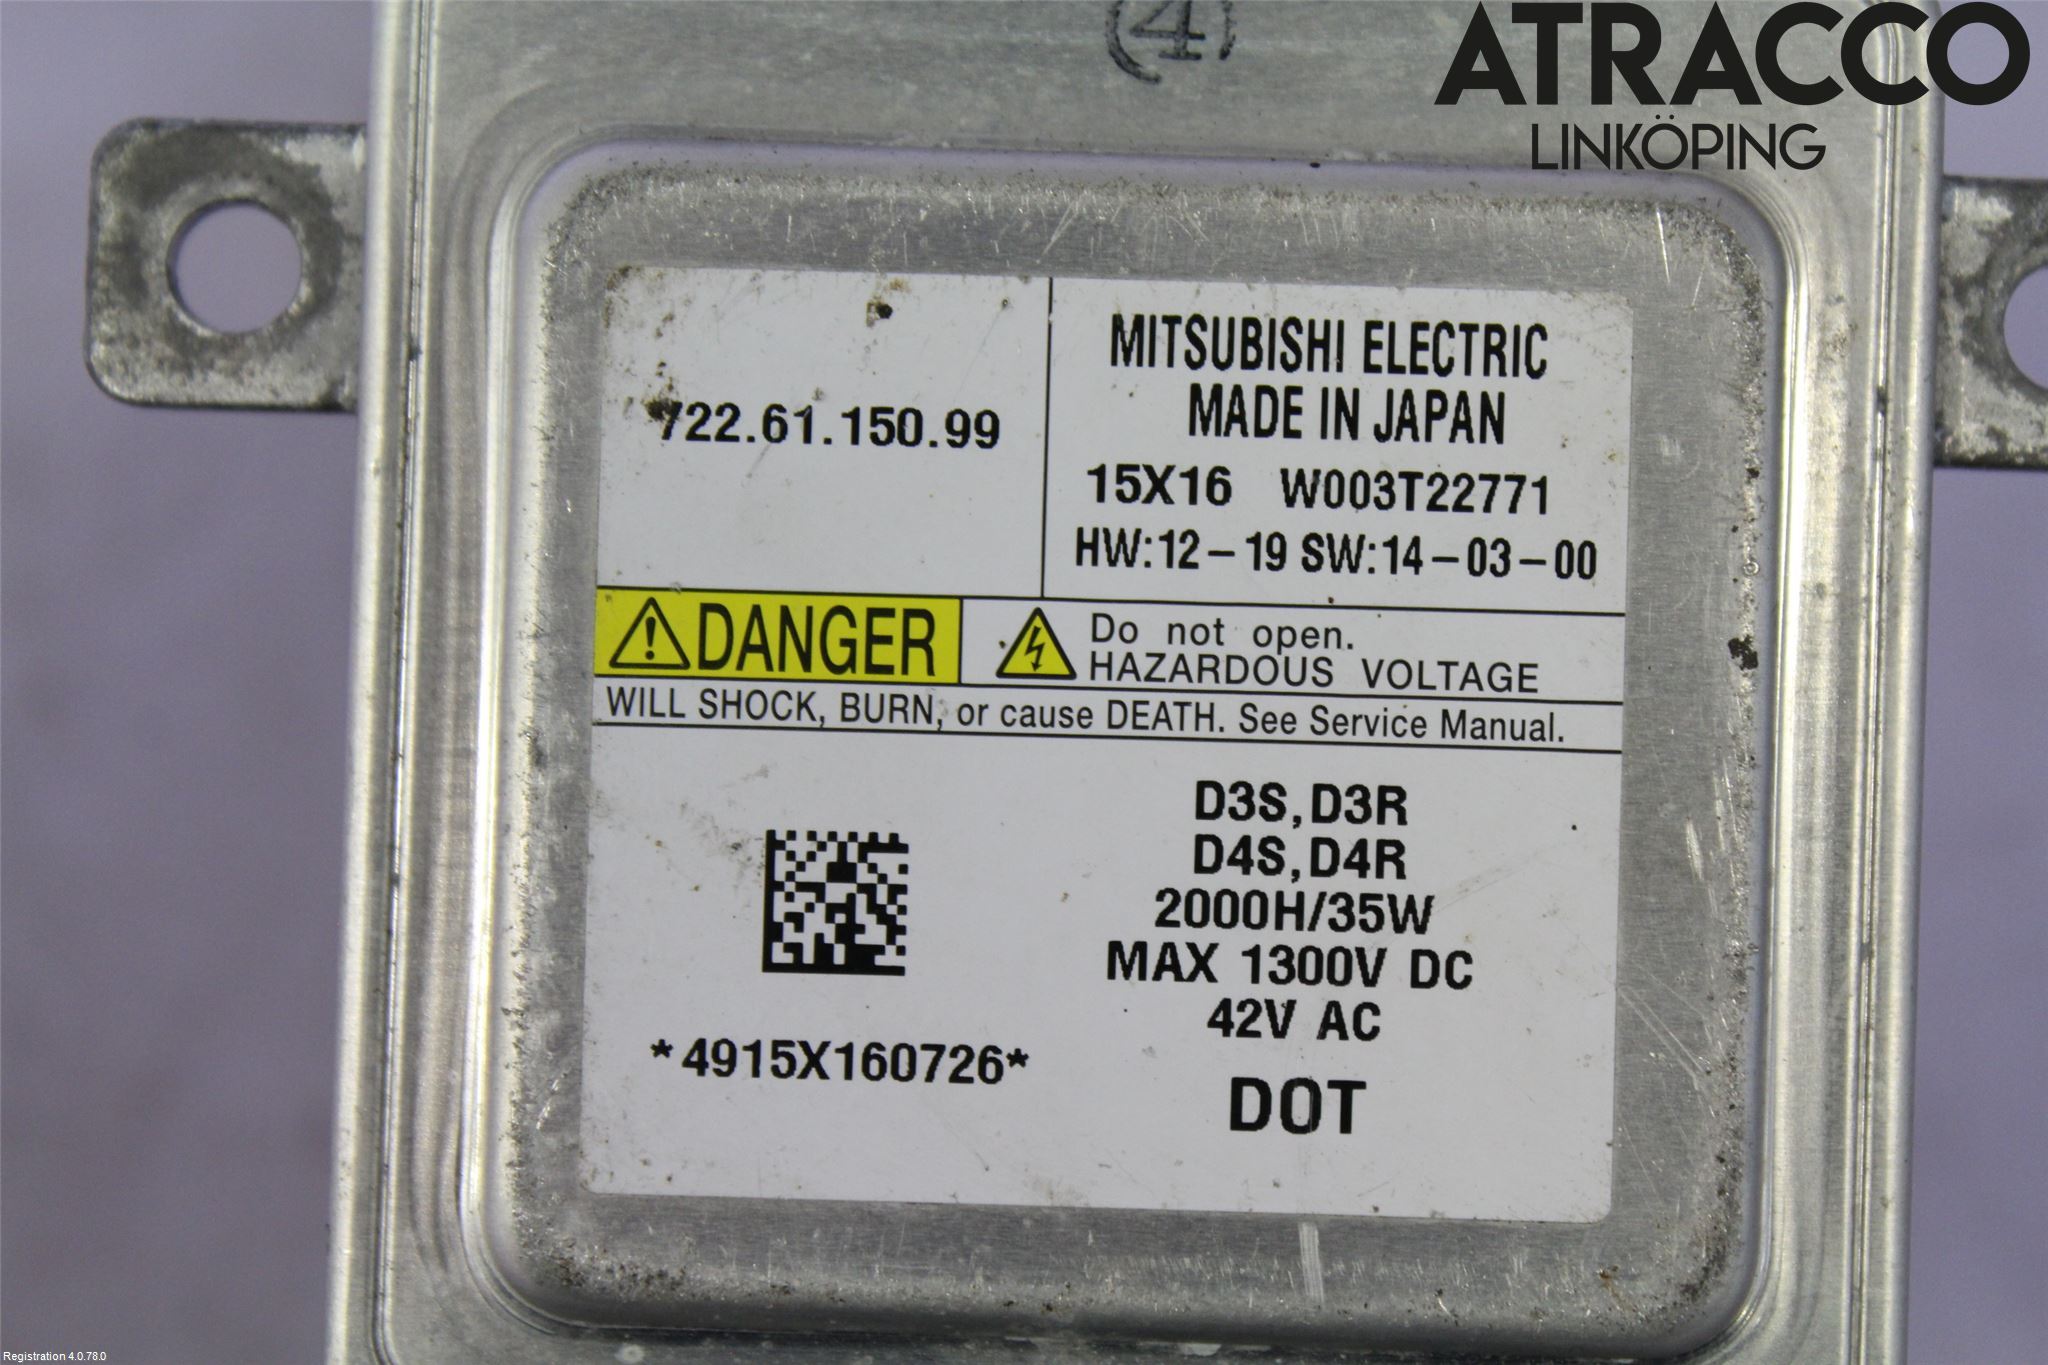 (4)
ATRACCO
LINKÖPING
722.61.150.99
MITSUBISHI ELECTRIC
MADE IN JAPAN
15X16 W003T22771
HW:12-19 SW:14-03-00
DANGER
Do not open.
HAZARDOUS VOLTAGE
WILL SHOCK, BURN, or cause DEATH. See Service Manual.
D3S, D3R
D4S, D4R
2000H/35W
MAX 1300V DC
42V AC
DOT
*4915X160726*
Registration 4.0.78.0